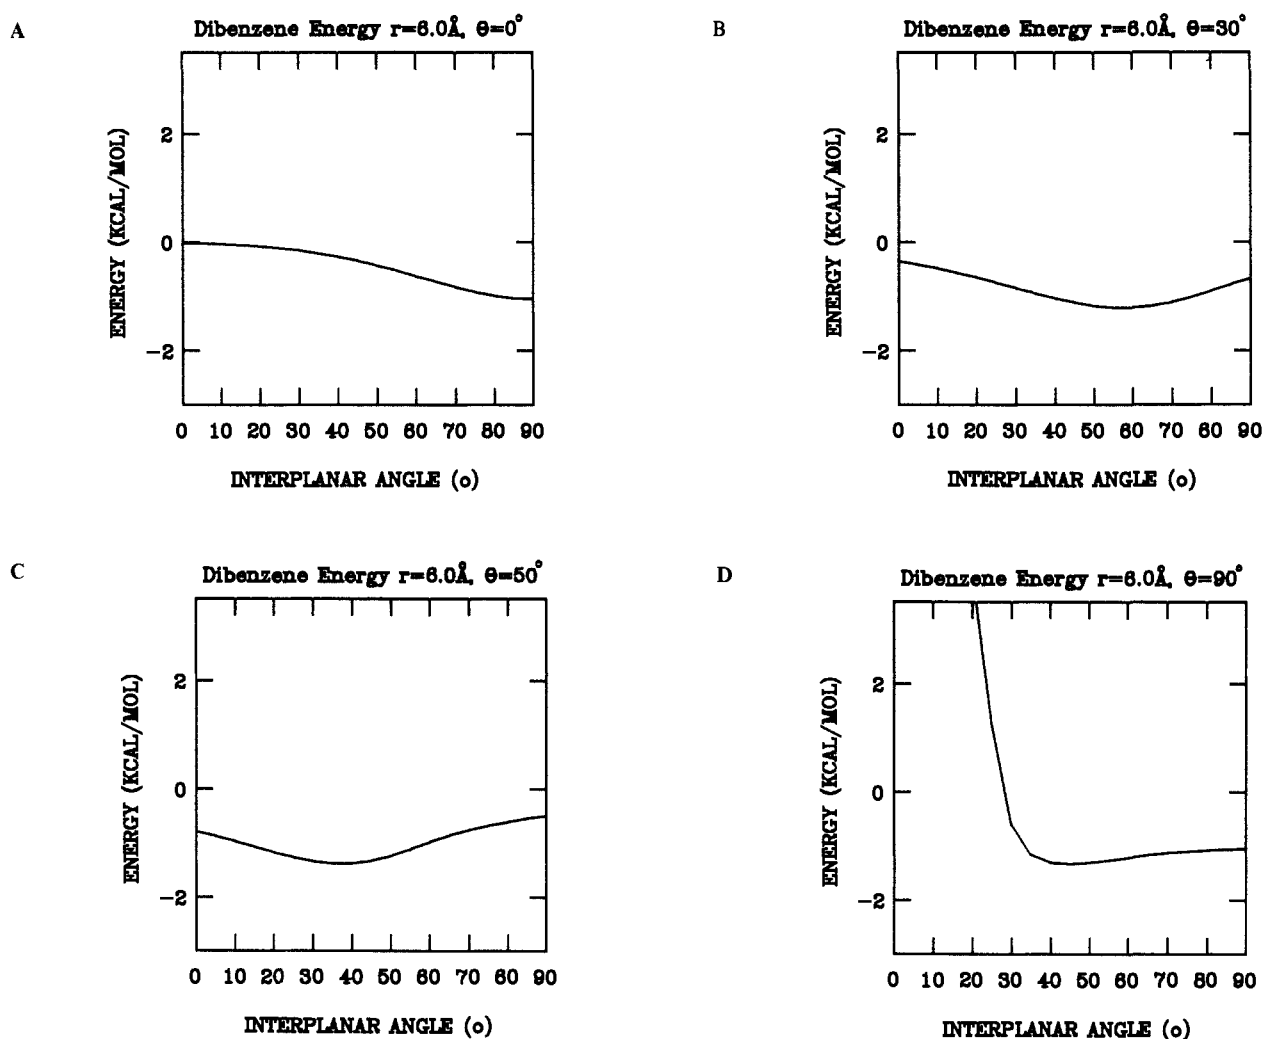 A
Dibenzene Energy r=6.0Å, θ=0°
ENERGY (KCAL/MOL)
2
0
−2
0 10 20 30 40 50 60 70 80 90
INTERPLANAR ANGLE (o)
B
Dibenzene Energy r=6.0Å, θ=30°
ENERGY (KCAL/MOL)
2
0
−2
0 10 20 30 40 50 60 70 80 90
INTERPLANAR ANGLE (o)
C
Dibenzene Energy r=6.0Å, θ=50°
ENERGY (KCAL/MOL)
2
0
−2
0 10 20 30 40 50 60 70 80 90
INTERPLANAR ANGLE (o)
D
Dibenzene Energy r=6.0Å, θ=90°
ENERGY (KCAL/MOL)
2
0
−2
0 10 20 30 40 50 60 70 80 90
INTERPLANAR ANGLE (o)